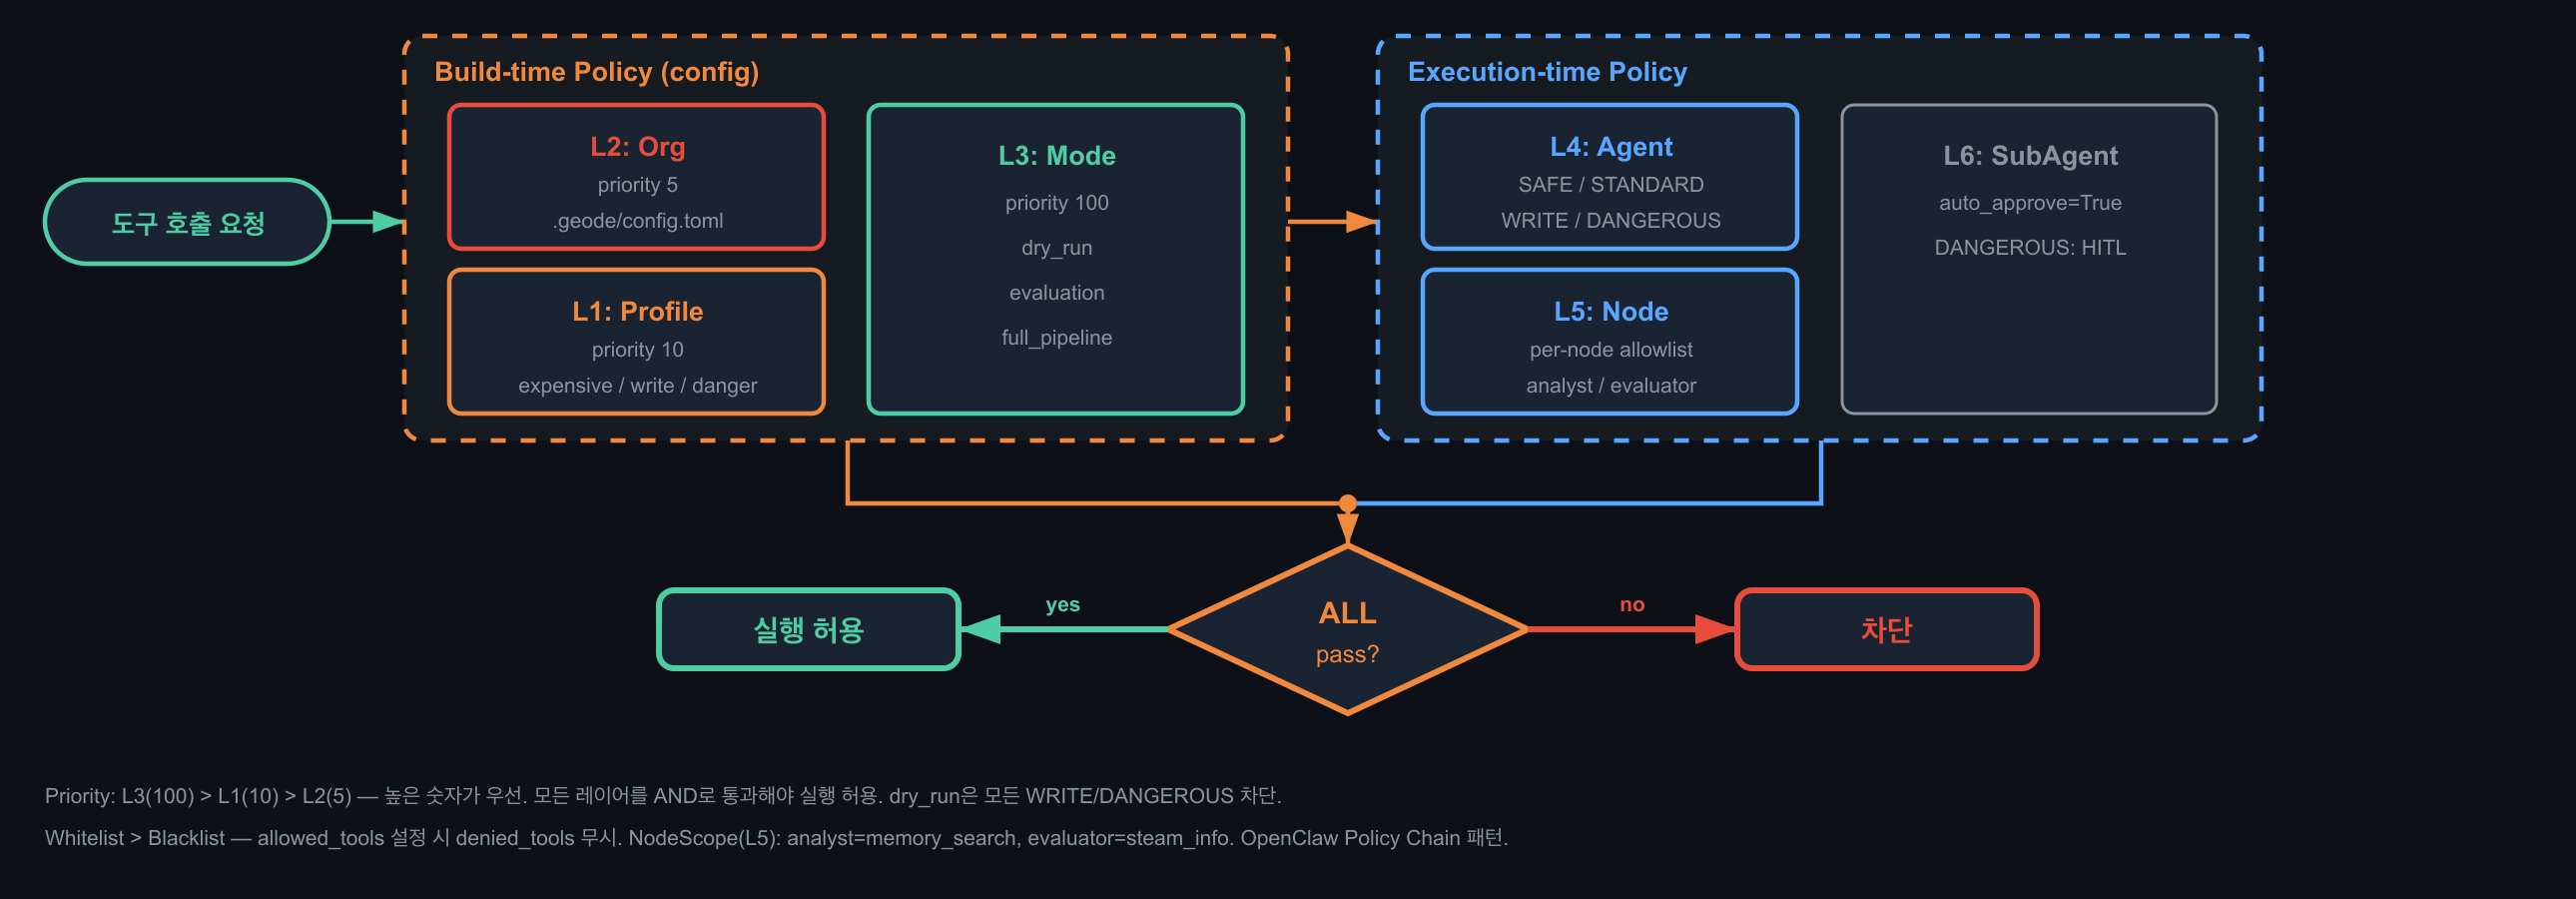 도구 호출 요청
Build-time Policy (config)
L2: Org
priority 5
.geode/config.toml
L1: Profile
priority 10
expensive / write / danger
L3: Mode
priority 100
dry_run
evaluation
full_pipeline
Execution-time Policy
L4: Agent
SAFE / STANDARD
WRITE / DANGEROUS
L5: Node
per-node allowlist
analyst / evaluator
L6: SubAgent
auto_approve=True
DANGEROUS: HITL
ALL
pass?
yes
실행 허용
no
차단
Priority: L3(100) > L1(10) > L2(5) — 높은 숫자가 우선. 모든 레이어를 AND로 통과해야 실행 허용. dry_run은 모든 WRITE/DANGEROUS 차단.
Whitelist > Blacklist — allowed_tools 설정 시 denied_tools 무시. NodeScope(L5): analyst=memory_search, evaluator=steam_info. OpenClaw Policy Chain 패턴.